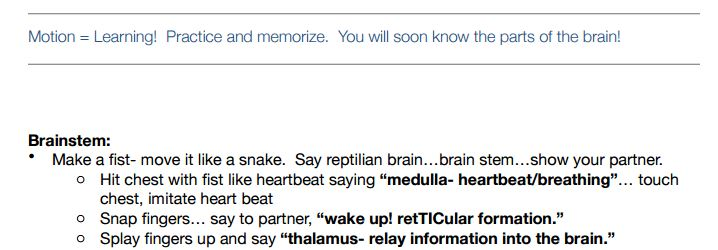 Motion = Learning!  Practice and memorize.  You will soon know the parts of the brain!
Brainstem:
• Make a fist- move it like a snake.  Say reptilian brain…brain stem…show your partner.
o Hit chest with fist like heartbeat saying “medulla- heartbeat/breathing”… touch
chest, imitate heart beat
o Snap fingers… say to partner, “wake up! retTICular formation.”
o Splay fingers up and say “thalamus- relay information into the brain.”